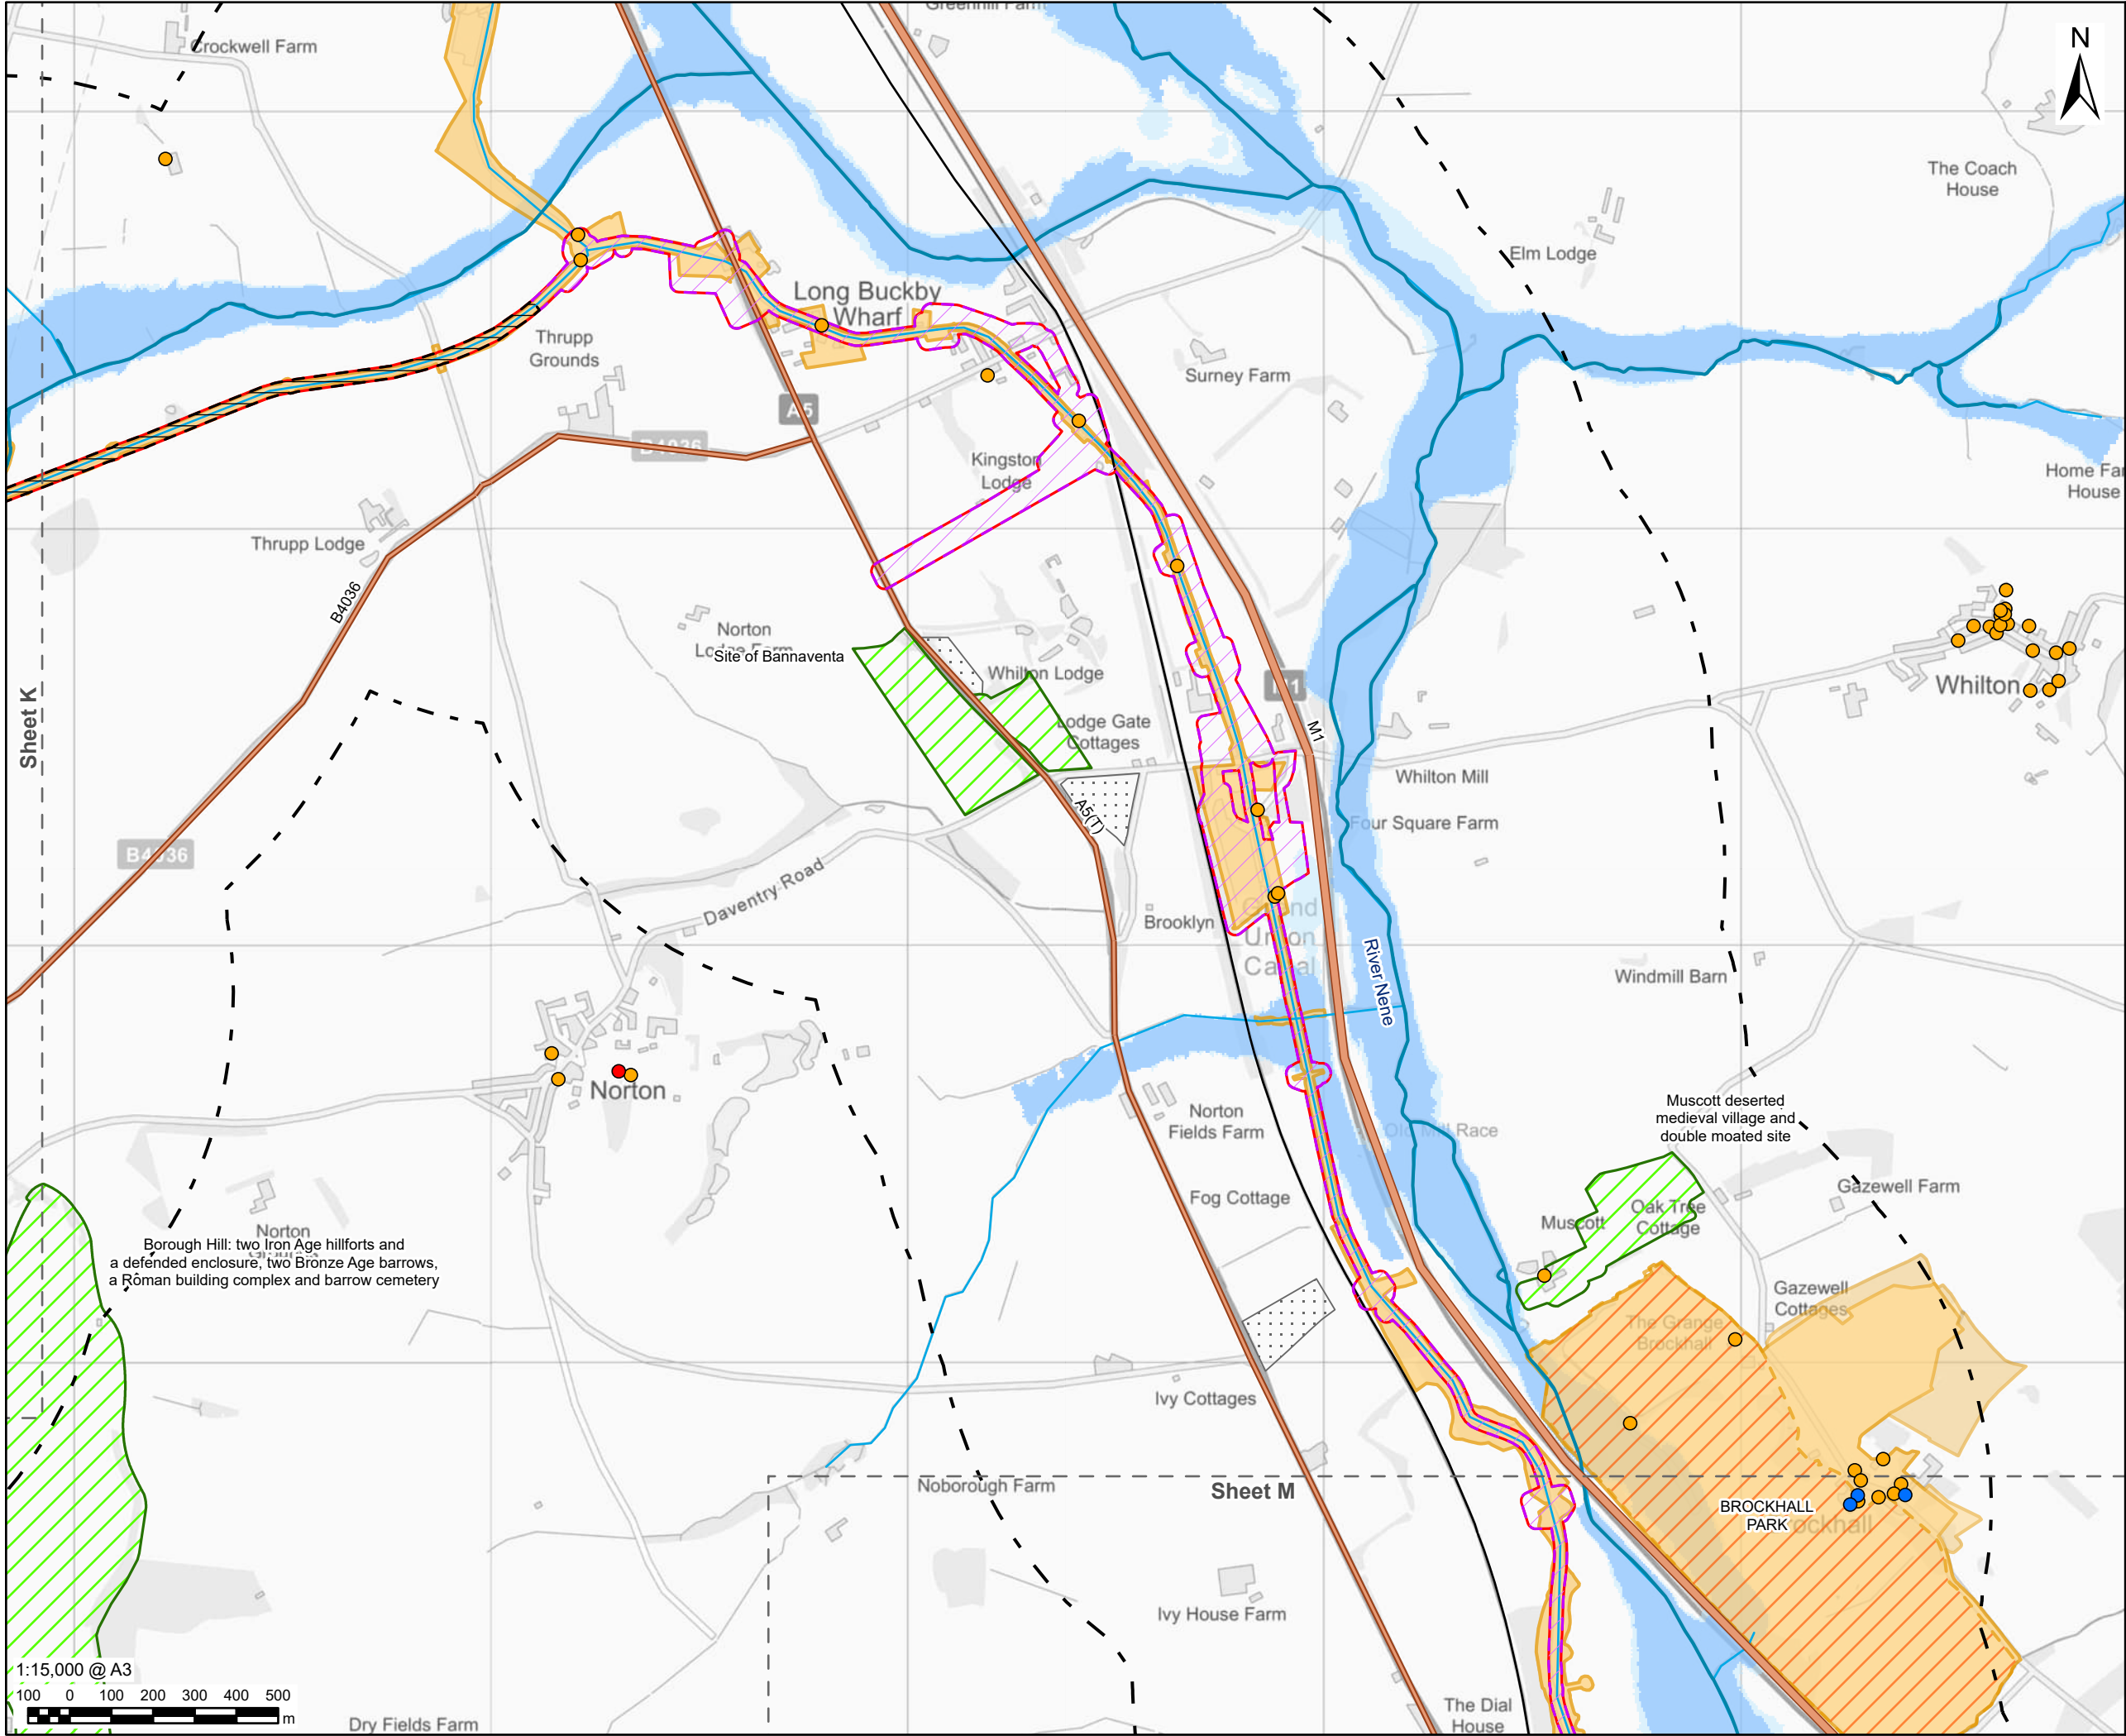 Greenhill Farm
Crockwell Farm
N
The Coach
House
Elm Lodge
Long Buckby
Wharf
Thrupp
Grounds
Surney Farm
A5
B4036
Kingston
Lodge
Home Far
House
Thrupp Lodge
B4036
Norton
Lodge Farm
Site of Bannaventa
Whilton Lodge
M1
Whilton
Sheet K
Lodge Gate
Cottages
M1
Whilton Mill
A5(T)
Four Square Farm
B4036
Daventry Road
Brooklyn
Grand
Union
Canal
River Nene
Windmill Barn
Norton
Norton
Fields Farm
Old Mill Race
Muscott deserted
medieval village and
double moated site
Fog Cottage
Gazewell Farm
Muscott
Oak Tree
Cottage
Norton
Borough Hill: two Iron Age hillforts and
a defended enclosure, two Bronze Age barrows,
a Roman building complex and barrow cemetery
Gazewell
Cottages
The Grange
Brockhall
Ivy Cottages
Noborough Farm
Sheet M
BROCKHALL
PARK
Brockhall
Ivy House Farm
1:15,000 @ A3
100 0 100 200 300 400 500
m
Dry Fields Farm
The Dial
House